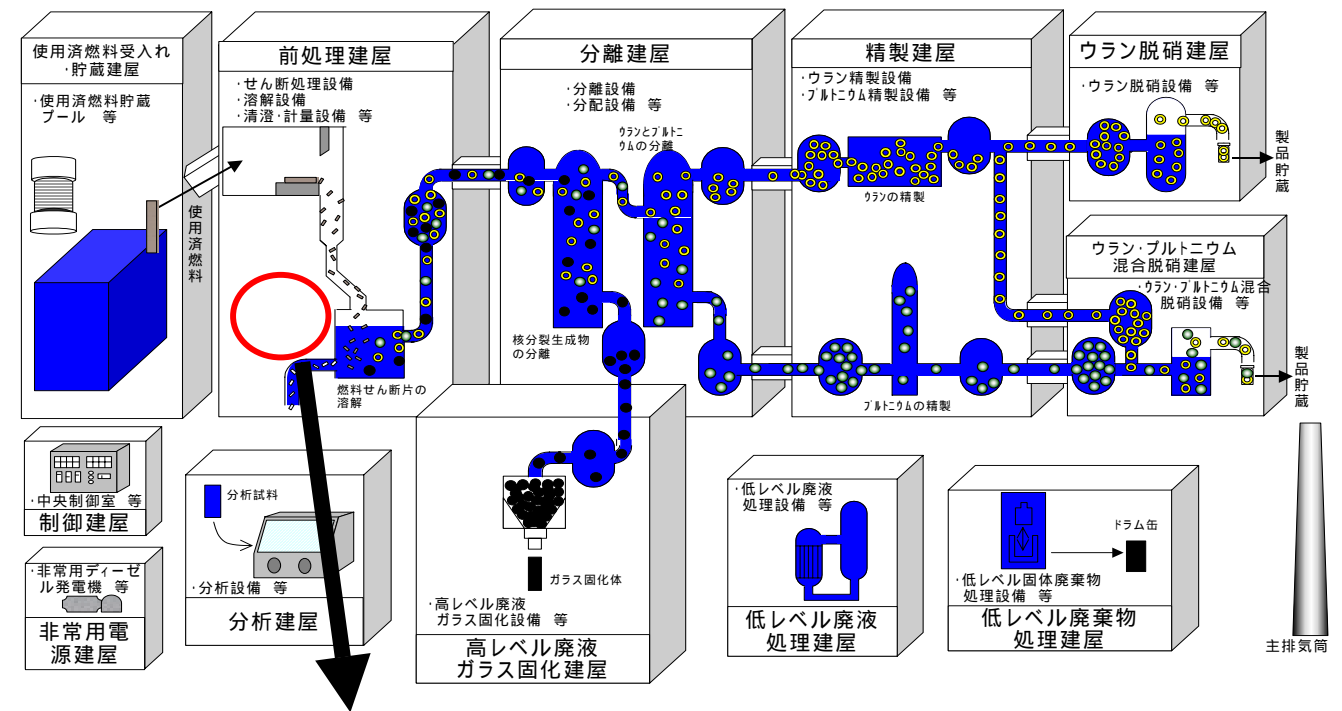 使用済燃料受入れ
・貯蔵建屋
・使用済燃料貯蔵
プール 等
使用済燃料
前処理建屋
・せん断処理設備
・溶解設備
・清澄・計量設備 等
燃料せん断片の
溶解
分離建屋
・分離設備
・分配設備 等
ウランとプルトニ
ウムの分離
核分裂生成物
の分離
精製建屋
・ウラン精製設備
・プルトニウム精製設備 等
ウランの精製
プルトニウムの精製
ウラン脱硝建屋
・ウラン脱硝設備 等
製品貯蔵
ウラン・プルトニウム
混合脱硝建屋
・ウラン・プルトニウム混合
脱硝設備 等
製品貯蔵
・中央制御室 等
制御建屋
・非常用ディーゼ
ル発電機 等
非常用電
源建屋
分析試料
・分析設備 等
分析建屋
ガラス固化体
・高レベル廃液
ガラス固化設備 等
高レベル廃液
ガラス固化建屋
・低レベル廃液
処理設備 等
低レベル廃液
処理建屋
ドラム缶
・低レベル固体廃棄物
処理設備 等
低レベル廃棄物
処理建屋
主排気筒